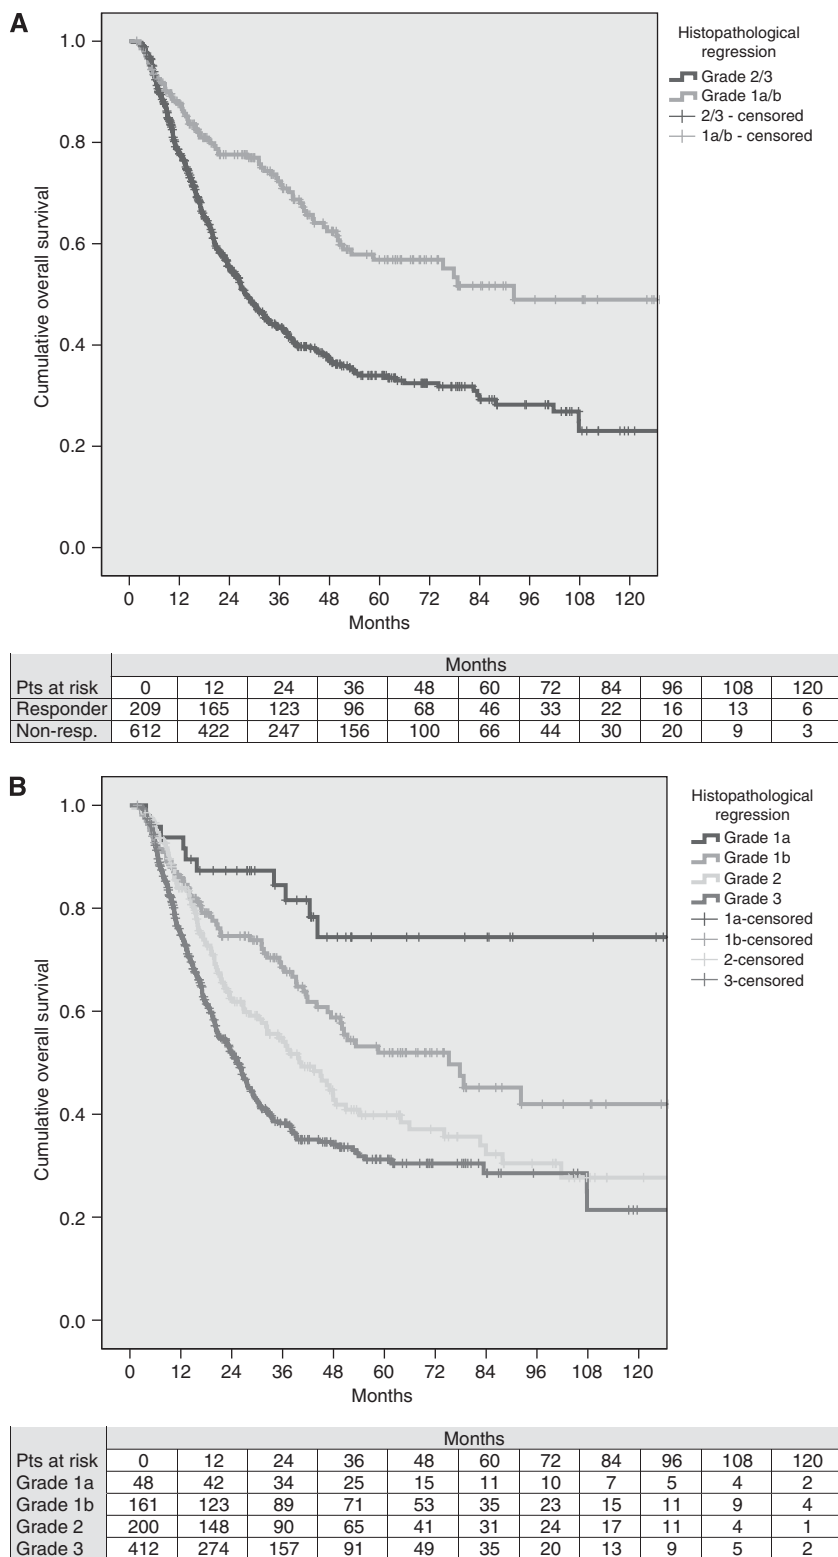 A
Histopathological
regression
Grade 2/3
Grade 1a/b
2/3 - censored
1a/b - censored
Cumulative overall survival
1.0
0.8
0.6
0.4
0.2
0.0
0 12 24 36 48 60 72 84 96 108 120
Months
Months
Pts at risk 0 12 24 36 48 60 72 84 96 108 120
Responder 209 165 123 96 68 46 33 22 16 13 6
Non-resp. 612 422 247 156 100 66 44 30 20 9 3
B
Histopathological
regression
Grade 1a
Grade 1b
Grade 2
Grade 3
1a-censored
1b-censored
2-censored
3-censored
Cumulative overall survival
1.0
0.8
0.6
0.4
0.2
0.0
0 12 24 36 48 60 72 84 96 108 120
Months
Months
Pts at risk 0 12 24 36 48 60 72 84 96 108 120
Grade 1a 48 42 34 25 15 11 10 7 5 4 2
Grade 1b 161 123 89 71 53 35 23 15 11 9 4
Grade 2 200 148 90 65 41 31 24 17 11 4 1
Grade 3 412 274 157 91 49 35 20 13 9 5 2